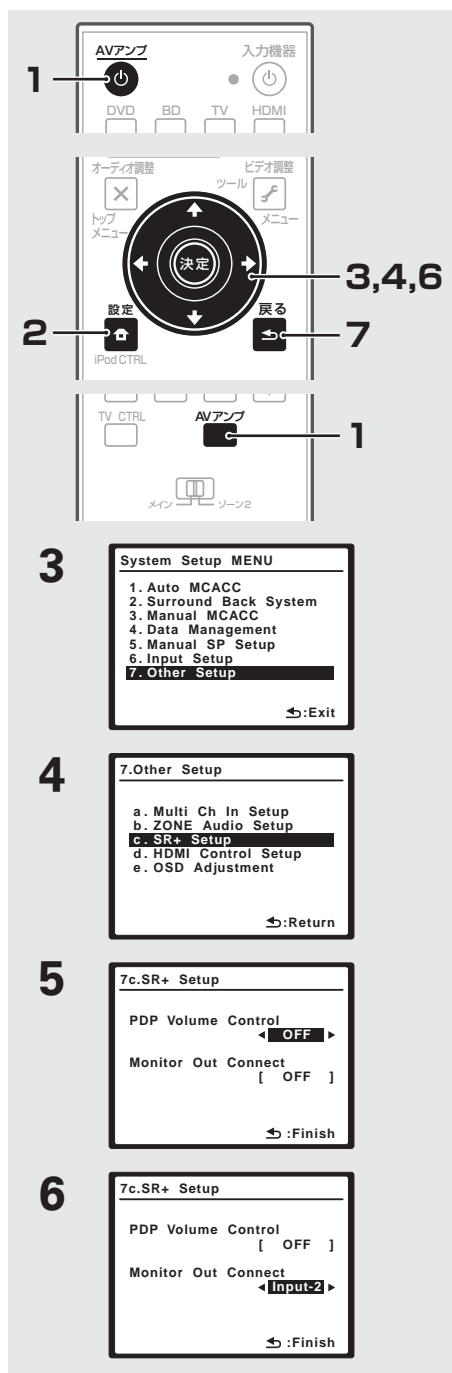 AVアンプ 入力機器
1
DVD BD TV HDMI
オーディオ調整 ビデオ調整
ツール
トップ
メニュー メニュー
決定
3,4,6
設定 戻る
2 7
iPod CTRL
TV CTRL AVアンプ
1
メイン ゾーン2
3
System Setup MENU
1. Auto MCACC
2. Surround Back System
3. Manual MCACC
4. Data Management
5. Manual SP Setup
6. Input Setup
7. Other Setup
:Exit
4
7.Other Setup
a. Multi Ch In Setup
b. ZONE Audio Setup
c. SR+ Setup
d. HDMI Control Setup
e. OSD Adjustment
:Return
5
7c.SR+ Setup
PDP Volume Control
OFF
Monitor Out Connect
[ OFF ]
:Finish
6
7c.SR+ Setup
PDP Volume Control
[ OFF ]
Monitor Out Connect
Input-2
:Finish